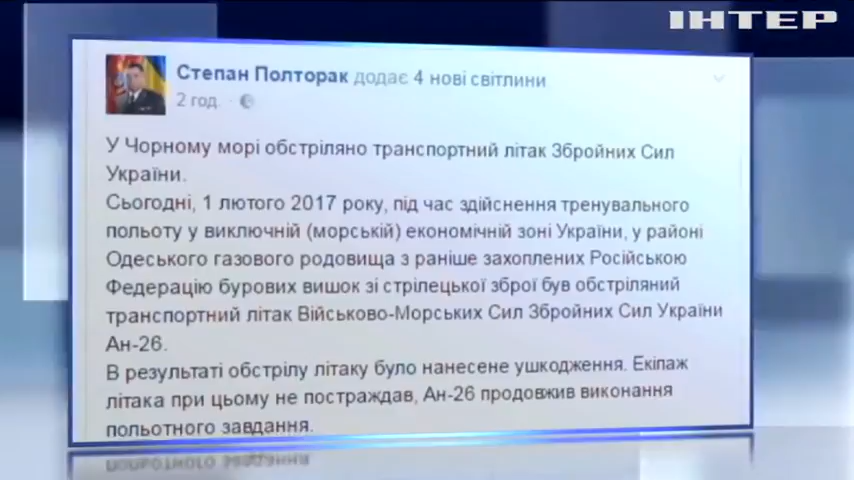 ІНТЕР
Степан Полторак додає 4 нові світлини
2 год.
У Чорному морі обстріляно транспортний літак Збройних Сил
України.
Сьогодні, 1 лютого 2017 року, під час здійснення тренувального
польоту у виключній (морській) економічній зоні України, у районі
Одеського газового родовища з раніше захоплених Російською
Федерацію бурових вишок зі стрілецької зброї був обстріляний
транспортний літак Військово-Морських Сил Збройних Сил України
Ан-26.
В результаті обстрілу літаку було нанесене ушкодження. Екіпаж
літака при цьому не постраждав, Ан-26 продовжив виконання
польотного завдання.